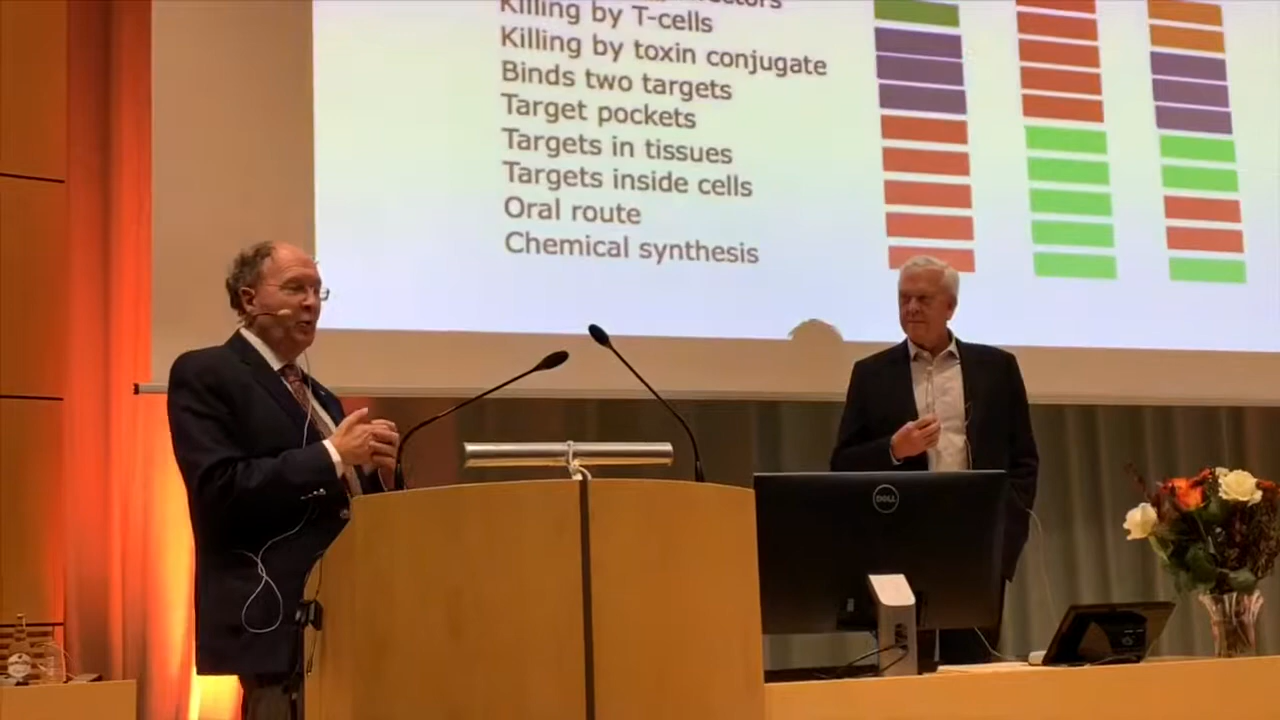 Killing by T-cells
Killing by toxin conjugate
Binds two targets
Target pockets
Targets in tissues
Targets inside cells
Oral route
Chemical synthesis
DELL